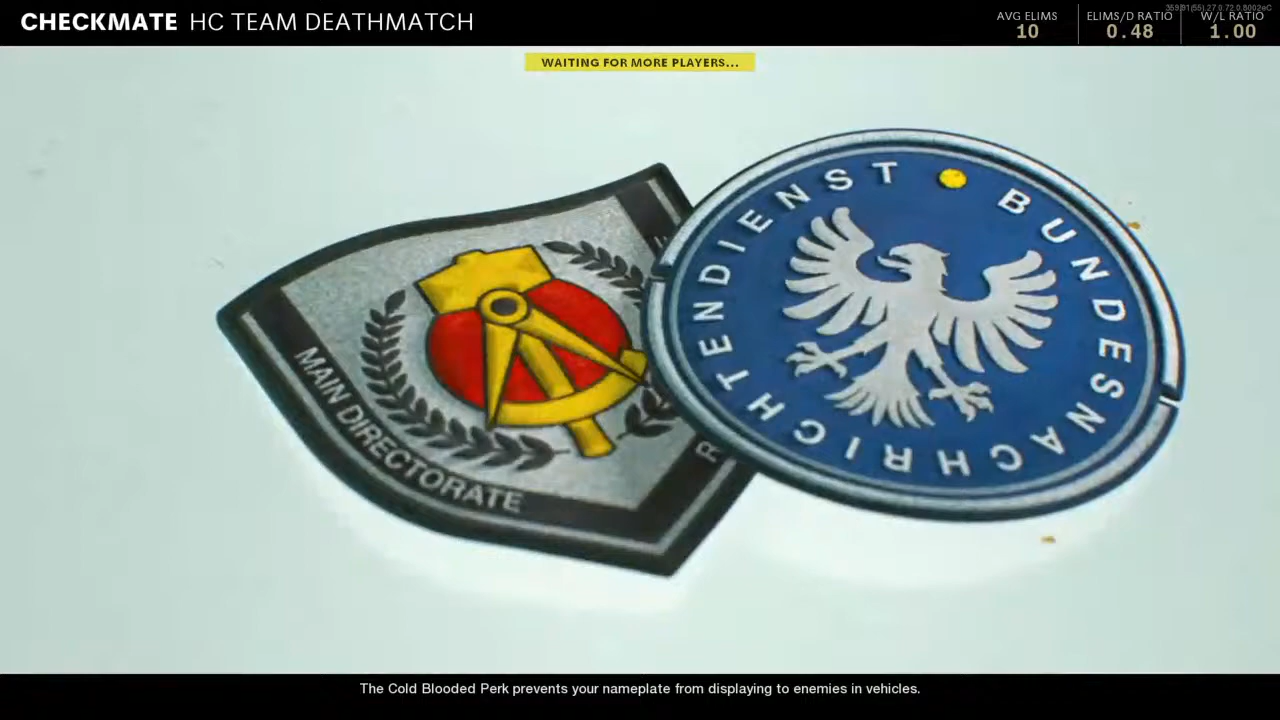 CHECKMATE HC TEAM DEATHMATCH
AVG ELIMS
10
ELIMS/D RATIO
0.48
W/L RATIO
1.00
WAITING FOR MORE PLAYERS...
MAIN DIRECTORATE
R
BUNDESNACHRICHTENDIENST
The Cold Blooded Perk prevents your nameplate from displaying to enemies in vehicles.